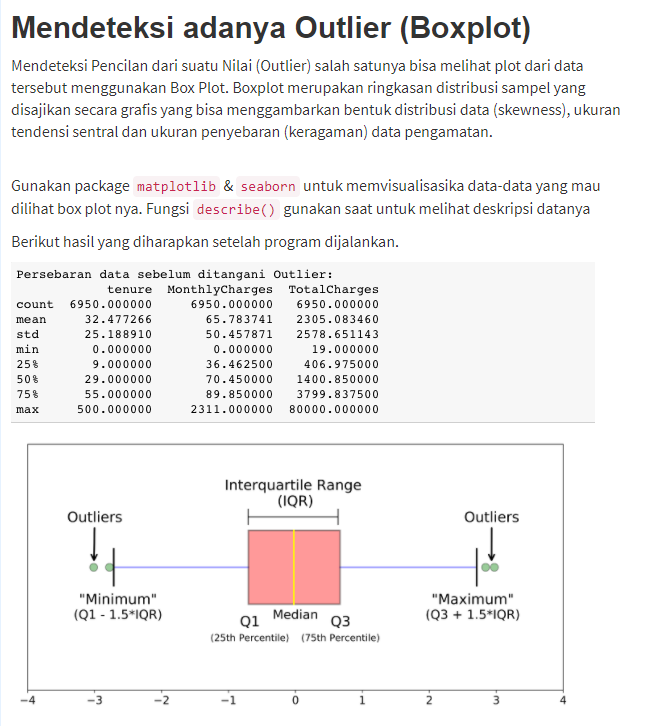 Mendeteksi adanya Outlier (Boxplot)
Mendeteksi Pencilan dari suatu Nilai (Outlier) salah satunya bisa melihat plot dari data
tersebut menggunakan Box Plot. Boxplot merupakan ringkasan distribusi sampel yang
disajikan secara grafis yang bisa menggambarkan bentuk distribusi data (skewness), ukuran
tendensi sentral dan ukuran penyebaran (keragaman) data pengamatan.
Gunakan package matplotlib & seaborn untuk memvisualisasika data-data yang mau
dilihat box plot nya. Fungsi describe() gunakan saat untuk melihat deskripsi datanya
Berikut hasil yang diharapkan setelah program dijalankan.
Persebaran data sebelum ditangani Outlier:
tenure MonthlyCharges TotalCharges
count 6950.000000 6950.000000 6950.000000
mean 32.477266 65.783741 2305.083460
std 25.188910 50.457871 2578.651143
min 0.000000 0.000000 19.000000
25% 9.000000 36.462500 406.975000
50% 29.000000 70.450000 1400.850000
75% 55.000000 89.850000 3799.837500
max 500.000000 2311.000000 80000.000000
Interquartile Range
(IQR)
Outliers Outliers
"Minimum" "Maximum"
(Q1 - 1.5*IQR) (Q3 + 1.5*IQR)
Q1 Median Q3
(25th Percentile) (75th Percentile)
−4 −3 −2 −1 0 1 2 3 4